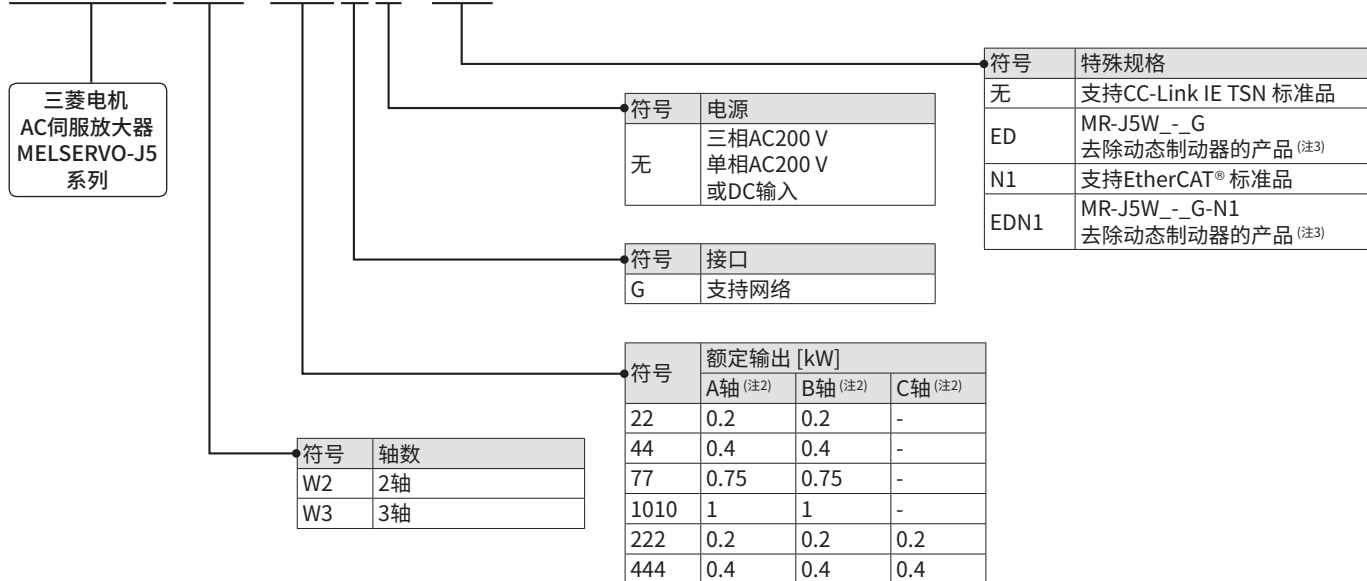 三菱电机
AC伺服放大器
MELSERVO-J5
系列
符号 特殊规格
无 支持CC-Link IE TSN 标准品
ED MR-J5W_-_G
去除动态制动器的产品(注3)
N1 支持EtherCAT® 标准品
EDN1 MR-J5W_-_G-N1
去除动态制动器的产品(注3)
符号 电源
无 三相AC200 V
单相AC200 V
或DC输入
符号 接口
G 支持网络
符号 额定输出 [kW]
A轴(注2) B轴(注2) C轴(注2)
22 0.2 0.2 -
44 0.4 0.4 -
77 0.75 0.75 -
1010 1 1 -
222 0.2 0.2 0.2
444 0.4 0.4 0.4
符号 轴数
W2 2轴
W3 3轴